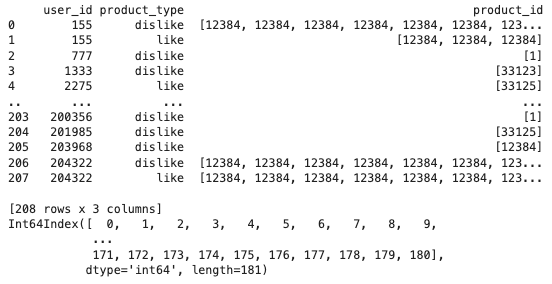 user_id product_type product_id
0 155 dislike [12384, 12384, 12384, 12384, 12384, 12384, 123...
1 155 like [12384, 12384, 12384]
2 777 dislike [1]
3 1333 dislike [33123]
4 2275 like [33125]
.. ... ... ...
203 200356 dislike [1]
204 201985 dislike [33125]
205 203968 dislike [12384]
206 204322 dislike [12384, 12384, 12384, 12384, 12384, 12384, 123...
207 204322 like [12384, 12384, 12384, 12384, 12384, 12384, 123...
[208 rows x 3 columns]
Int64Index([ 0, 1, 2, 3, 4, 5, 6, 7, 8, 9,
...
171, 172, 173, 174, 175, 176, 177, 178, 179, 180],
dtype='int64', length=181)